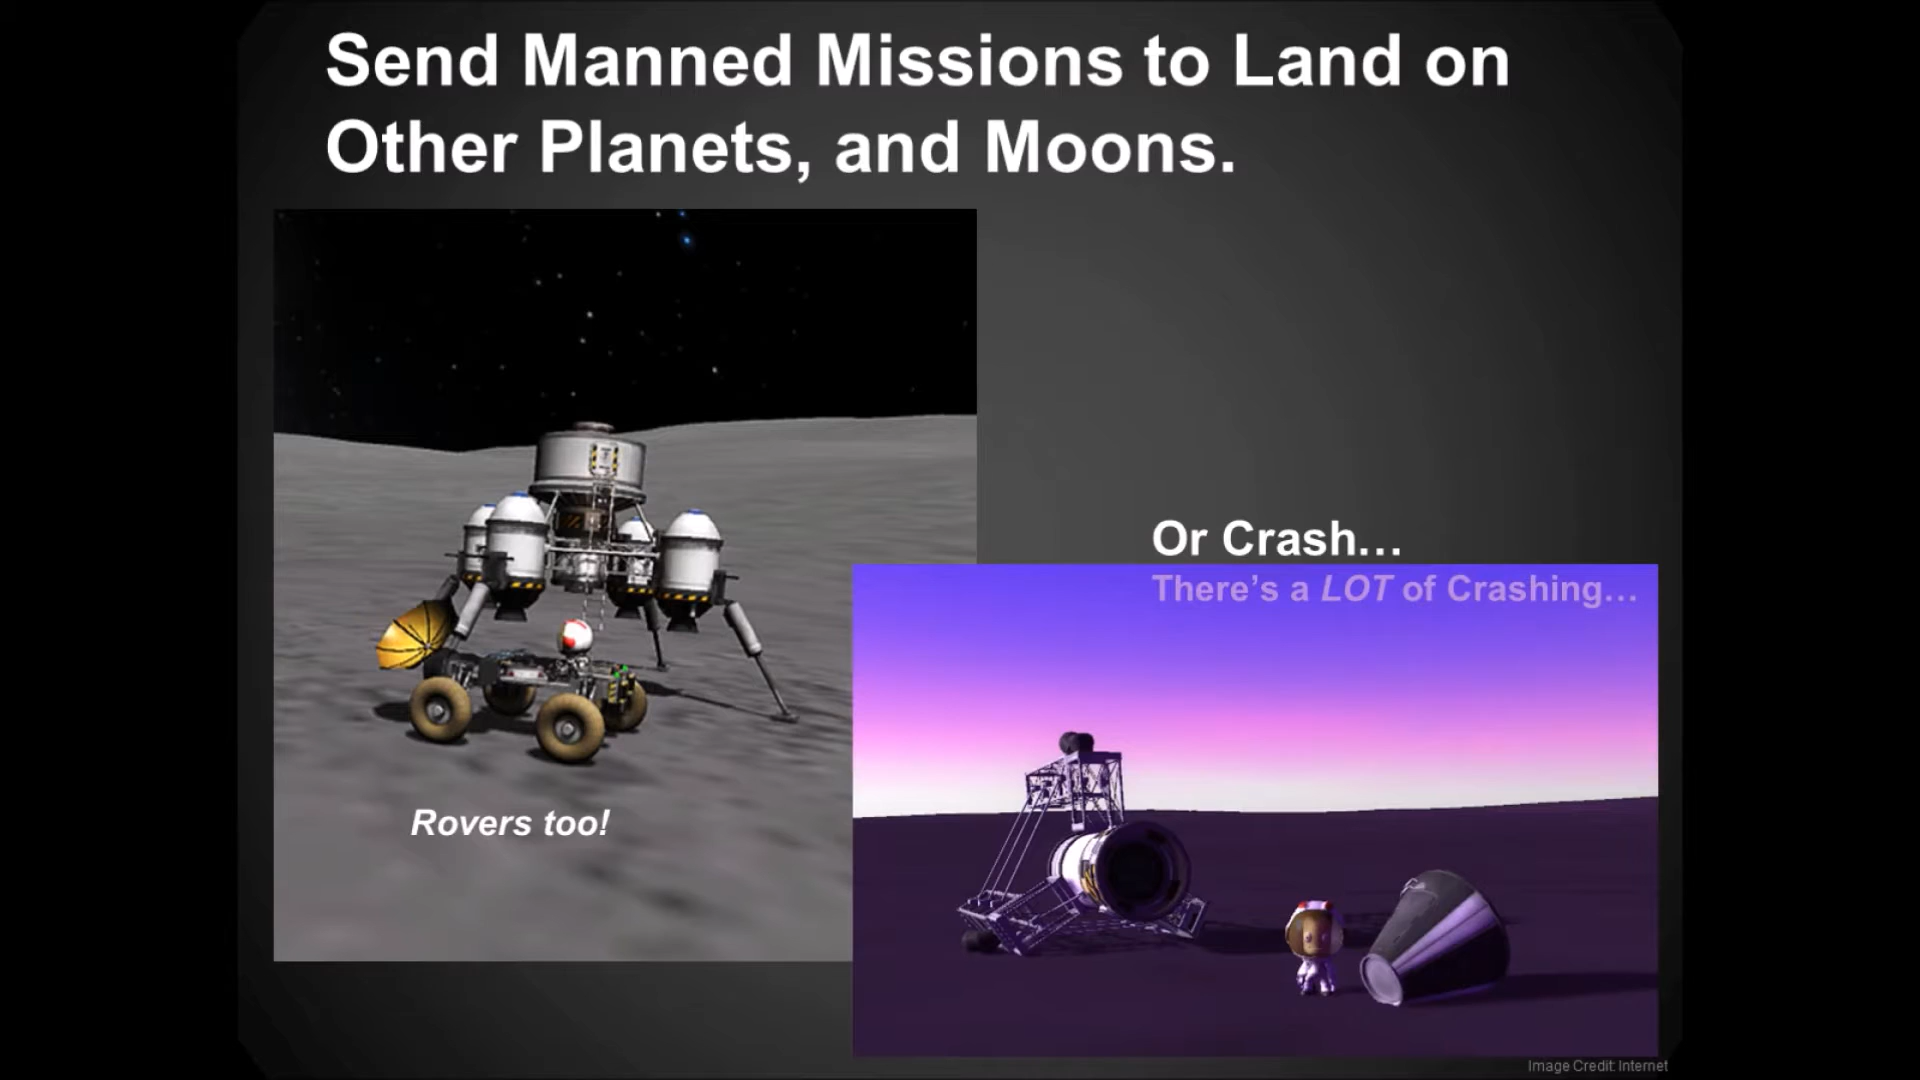 Send Manned Missions to Land on
Other Planets, and Moons.
Rovers too!
Or Crash…
There’s a LOT of Crashing…
Image Credit: Internet